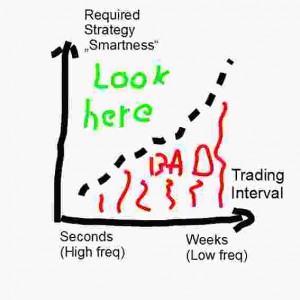 Required
Strategy
„Smartness“
Look
here
BAD
Trading
Interval
Seconds
(High freq)
Weeks
(Low freq)